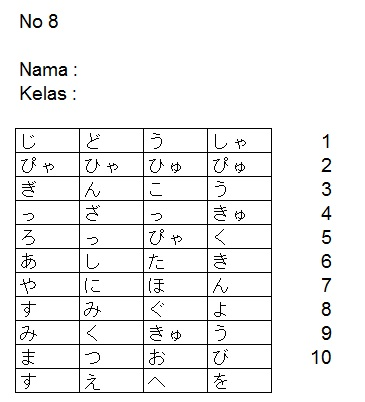 No 8
Nama :
Kelas :
じ ど う しゃ 1
ぴゃ ひゃ ひゅ ぴゅ 2
ぎ ん こ う 3
っ ざ っ きゅ 4
ろ っ ぴゃ く 5
あ し た き 6
や に ほ ん 7
す み ぐ よ 8
み く きゅ う 9
ま つ お び 10
す え へ を